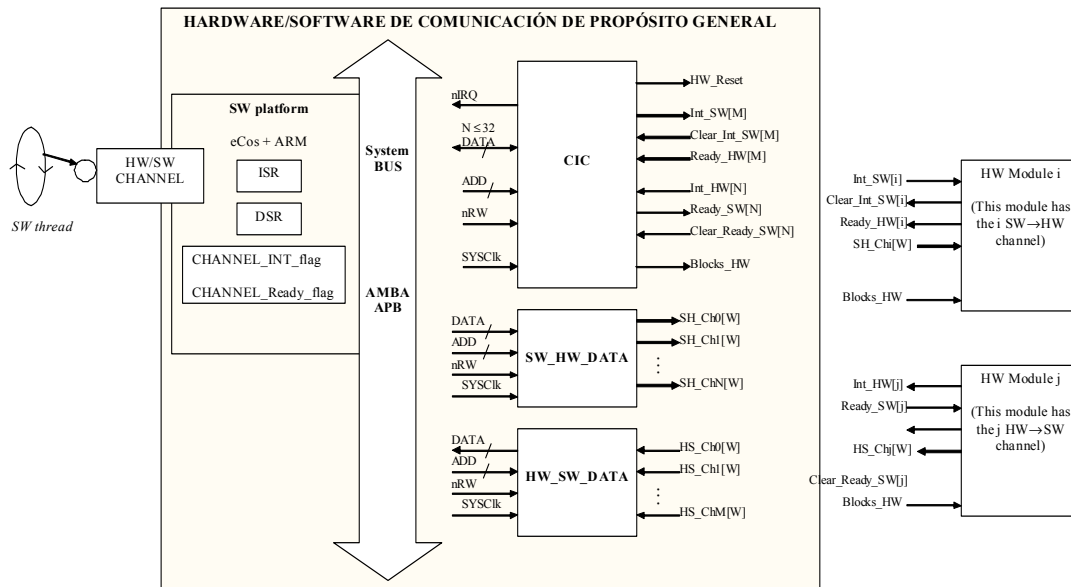 HARDWARE/SOFTWARE DE COMUNICACIÓN DE PROPÓSITO GENERAL
SW thread
HW/SW
CHANNEL
SW platform
eCos + ARM
ISR
DSR
CHANNEL_INT_flag
CHANNEL_Ready_flag
System
BUS
AMBA
APB
nIRQ
N ≤ 32
DATA
ADD
nRW
SYSClk
CIC
HW_Reset
Int_SW[M]
Clear_Int_SW[M]
Ready_HW[M]
Int_HW[N]
Ready_SW[N]
Clear_Ready_SW[N]
Blocks_HW
DATA
ADD
nRW
SYSClk
SW_HW_DATA
SH_Ch0[W]
SH_Ch1[W]
SH_ChN[W]
DATA
ADD
nRW
SYSClk
HW_SW_DATA
HS_Ch0[W]
HS_Ch1[W]
HS_ChM[W]
Int_SW[i]
Clear_Int_SW[i]
Ready_HW[i]
SH_Chi[W]
Blocks_HW
HW Module i
(This module has
the i SW→HW
channel)
Int_HW[j]
Ready_SW[j]
HS_Chj[W]
Clear_Ready_SW[j]
Blocks_HW
HW Module j
(This module has
the j HW→SW
channel)